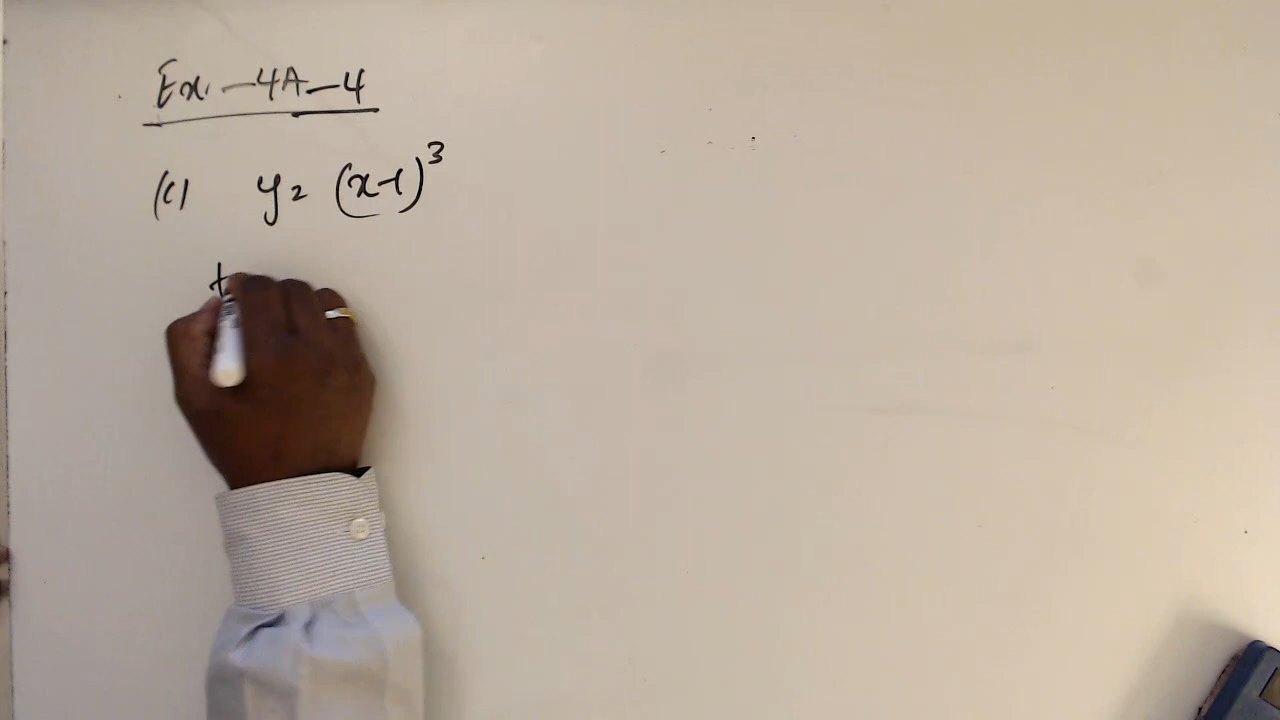 Ex. - 4A - 4
(c) y = (x-1)³